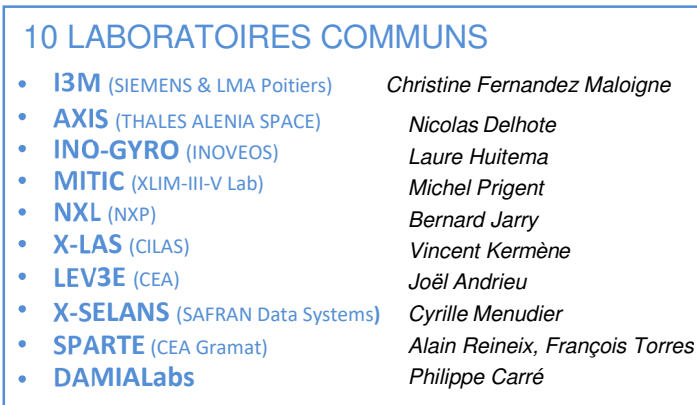 10 LABORATOIRES COMMUNS
• I3M (SIEMENS & LMA Poitiers) Christine Fernandez Maloigne
• AXIS (THALES ALENIA SPACE) Nicolas Delhote
• INO-GYRO (INOVEOS) Laure Huitema
• MITIC (XLIM-III-V Lab) Michel Prigent
• NXL (NXP) Bernard Jarry
• X-LAS (CILAS) Vincent Kermène
• LEV3E (CEA) Joël Andrieu
• X-SELANS (SAFRAN Data Systems) Cyrille Menudier
• SPARTE (CEA Gramat) Alain Reineix, François Torres
• DAMIALabs Philippe Carré